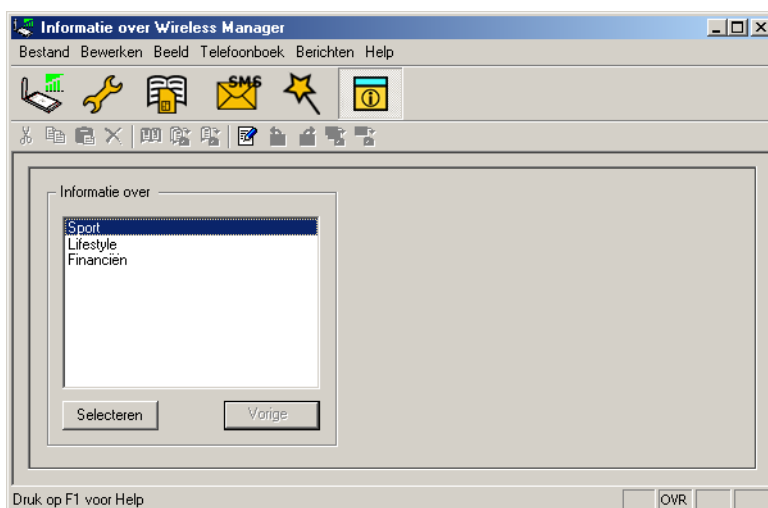 Informatie over Wireless Manager
Bestand Bewerken Beeld Telefoonboek Berichten Help
SMS
Informatie over
Sport
Lifestyle
Financiën
Selecteren Vorige
Druk op F1 voor Help OVR